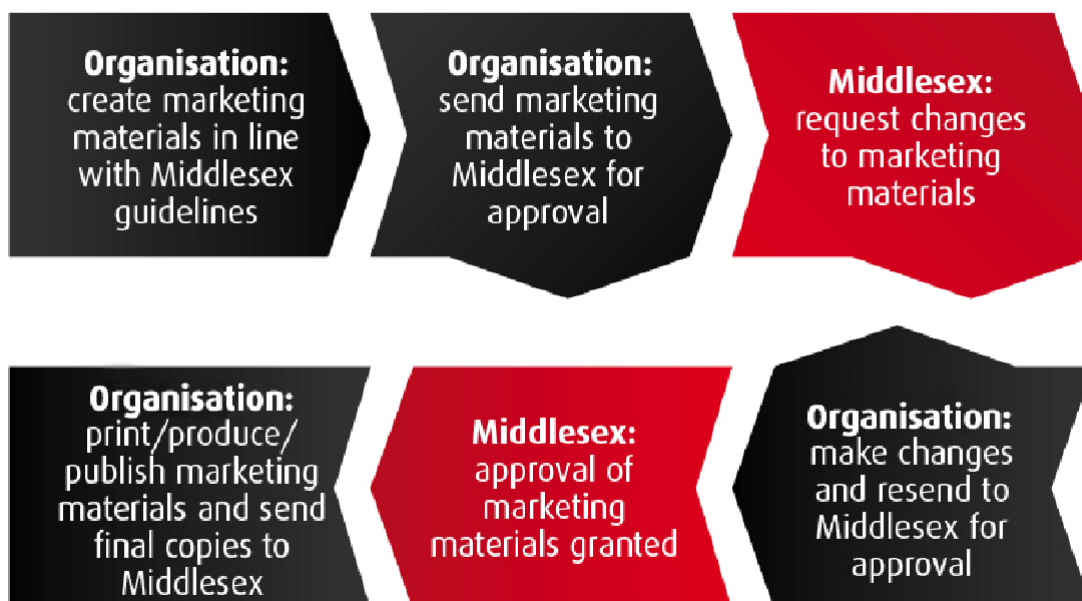 Organisation:
create marketing
materials in line
with Middlesex
guidelines
Organisation:
send marketing
materials to
Middlesex for
approval
Middlesex:
request changes
to marketing
materials
Organisation:
make changes
and resend to
Middlesex for
approval
Middlesex:
approval of
marketing
materials granted
Organisation:
print/produce/
publish marketing
materials and send
final copies to
Middlesex